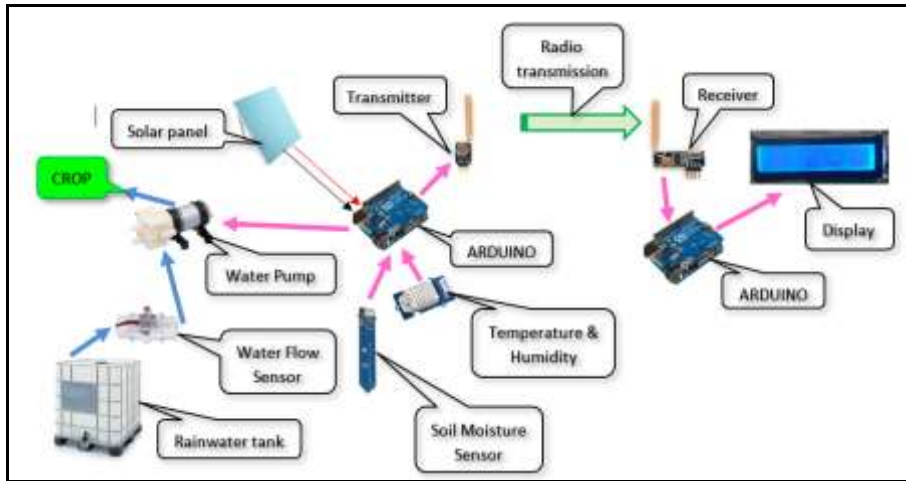 Radio
transmission
Transmitter
Receiver
Solar panel
CROP
Display
Water Pump
ARDUINO
ARDUINO
Temperature &
Humidity
Water Flow
Sensor
Soil Moisture
Sensor
Rainwater tank